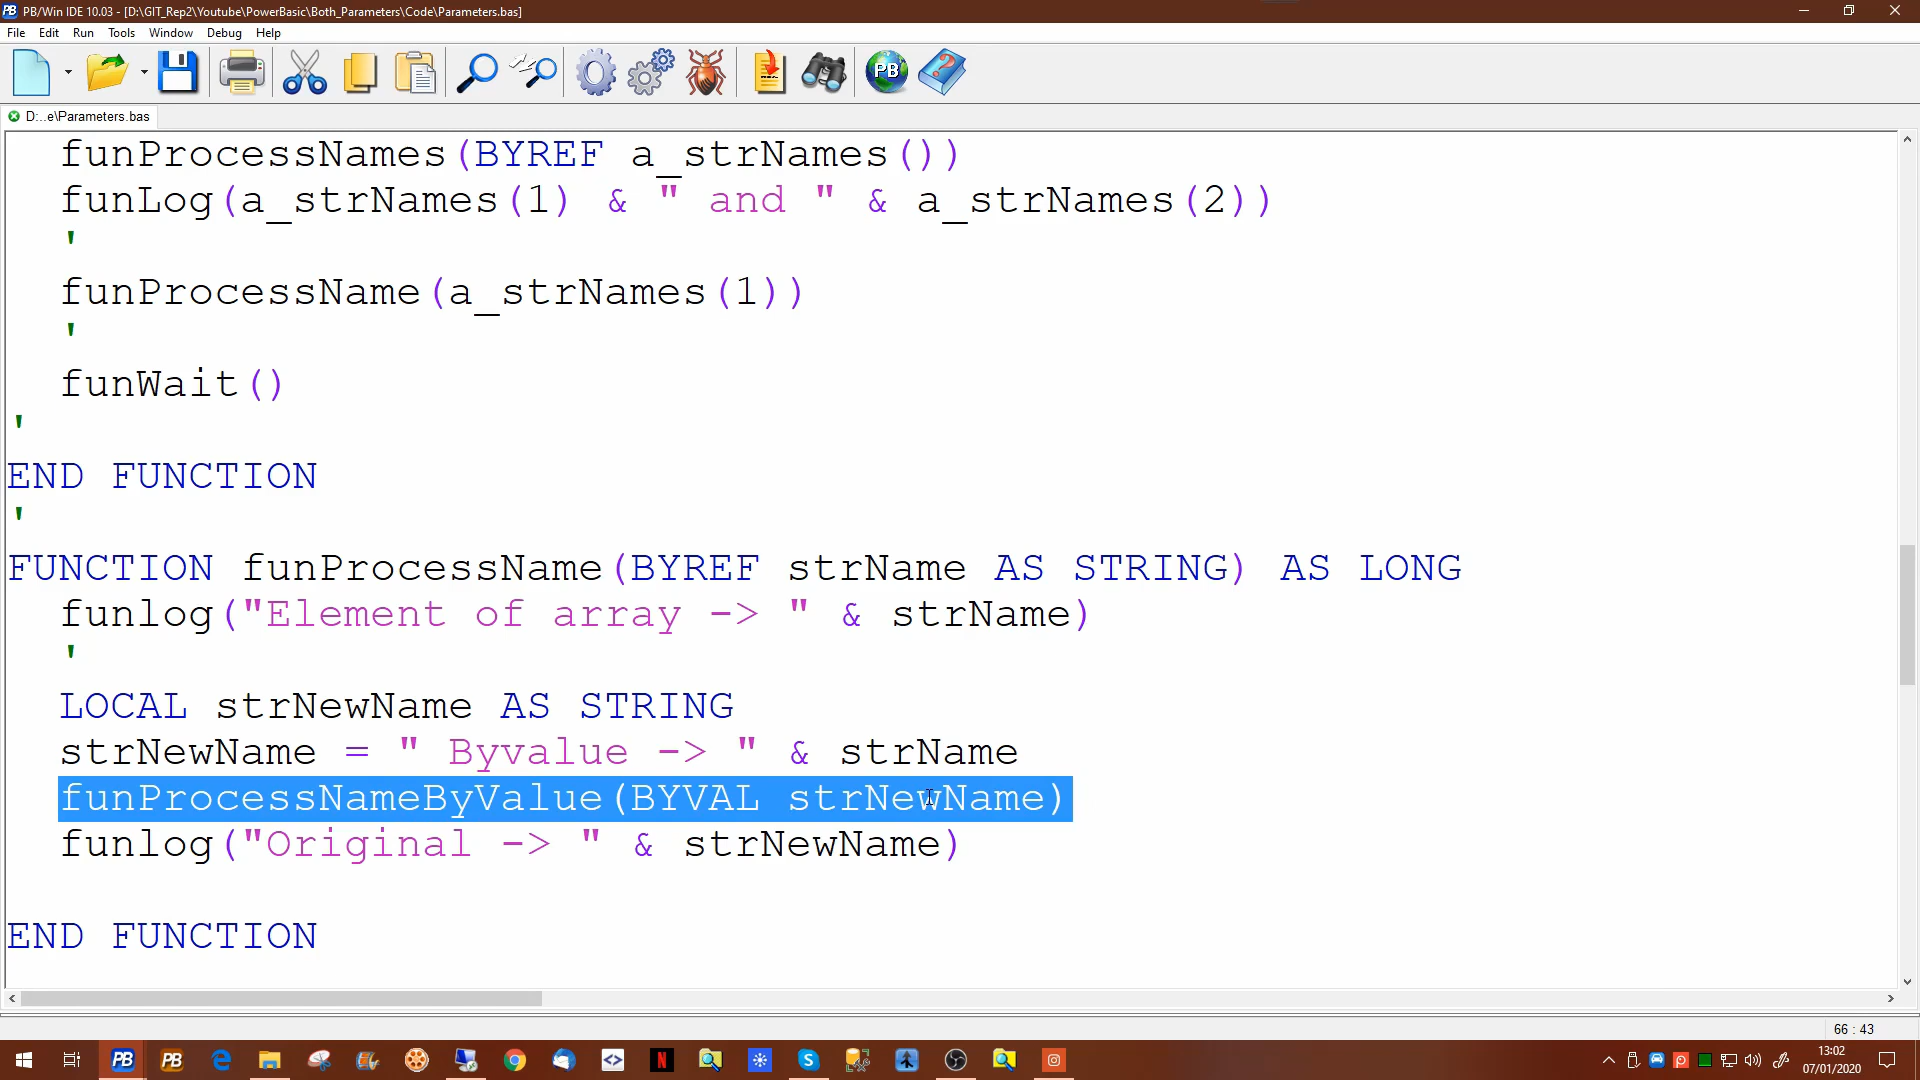 PB/Win IDE 10.03 - [D:\GIT_Rep2\Youtube\PowerBasic\Both_Parameters\Code\Parameters.bas]
File Edit Run Tools Window Debug Help
PB
D:..e\Parameters.bas
funProcessNames(BYREF a_strNames())
funLog(a_strNames(1) & " and " & a_strNames(2))
'
funProcessName(a_strNames(1))
'
funWait()
'
END FUNCTION
'
FUNCTION funProcessName(BYREF strName AS STRING) AS LONG
funlog("Element of array -> " & strName)
'
LOCAL strNewName AS STRING
strNewName = " Byvalue -> " & strName
funProcessNameByValue(BYVAL strNewName)
funlog("Original -> " & strNewName)
END FUNCTION
66 : 43
13:02
07/01/2020